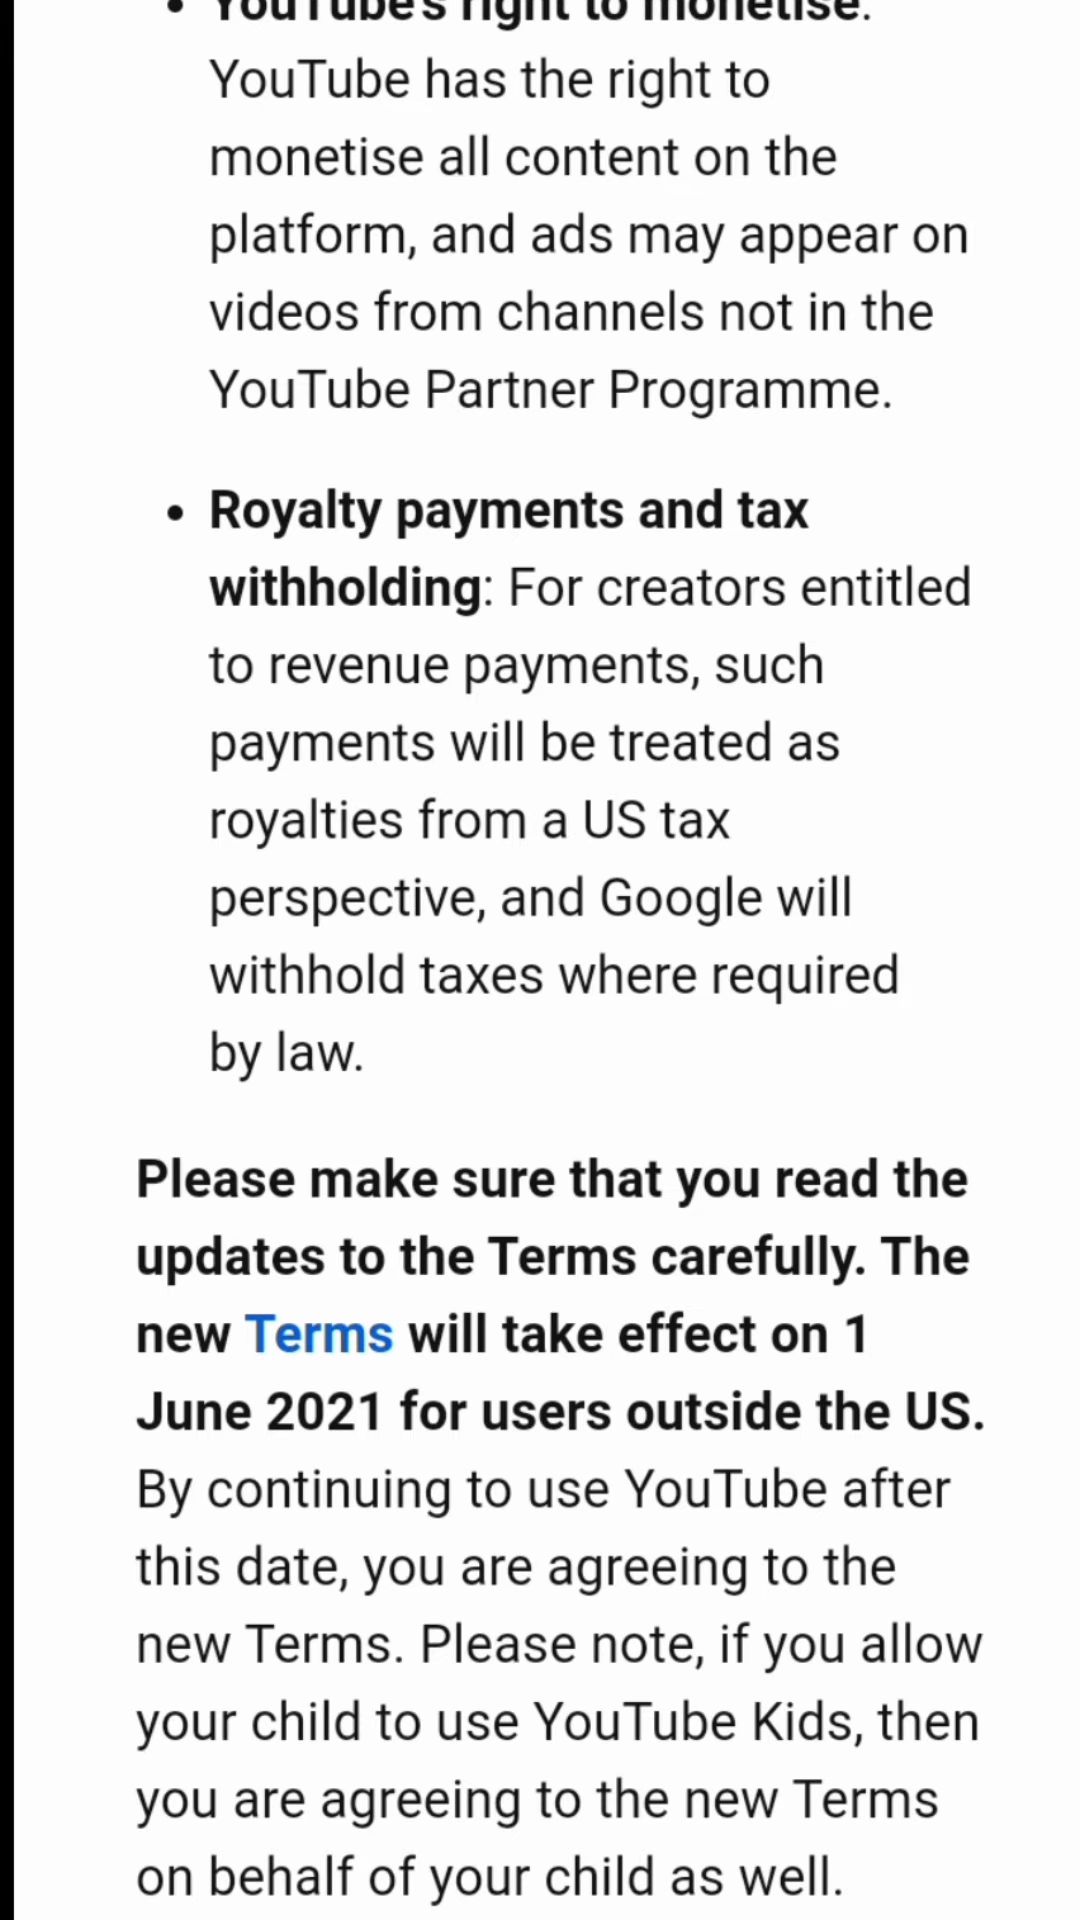 • YouTube's right to monetise:
YouTube has the right to
monetise all content on the
platform, and ads may appear on
videos from channels not in the
YouTube Partner Programme.
• Royalty payments and tax
withholding: For creators entitled
to revenue payments, such
payments will be treated as
royalties from a US tax
perspective, and Google will
withhold taxes where required
by law.
Please make sure that you read the
updates to the Terms carefully. The
new Terms will take effect on 1
June 2021 for users outside the US.
By continuing to use YouTube after
this date, you are agreeing to the
new Terms. Please note, if you allow
your child to use YouTube Kids, then
you are agreeing to the new Terms
on behalf of your child as well.